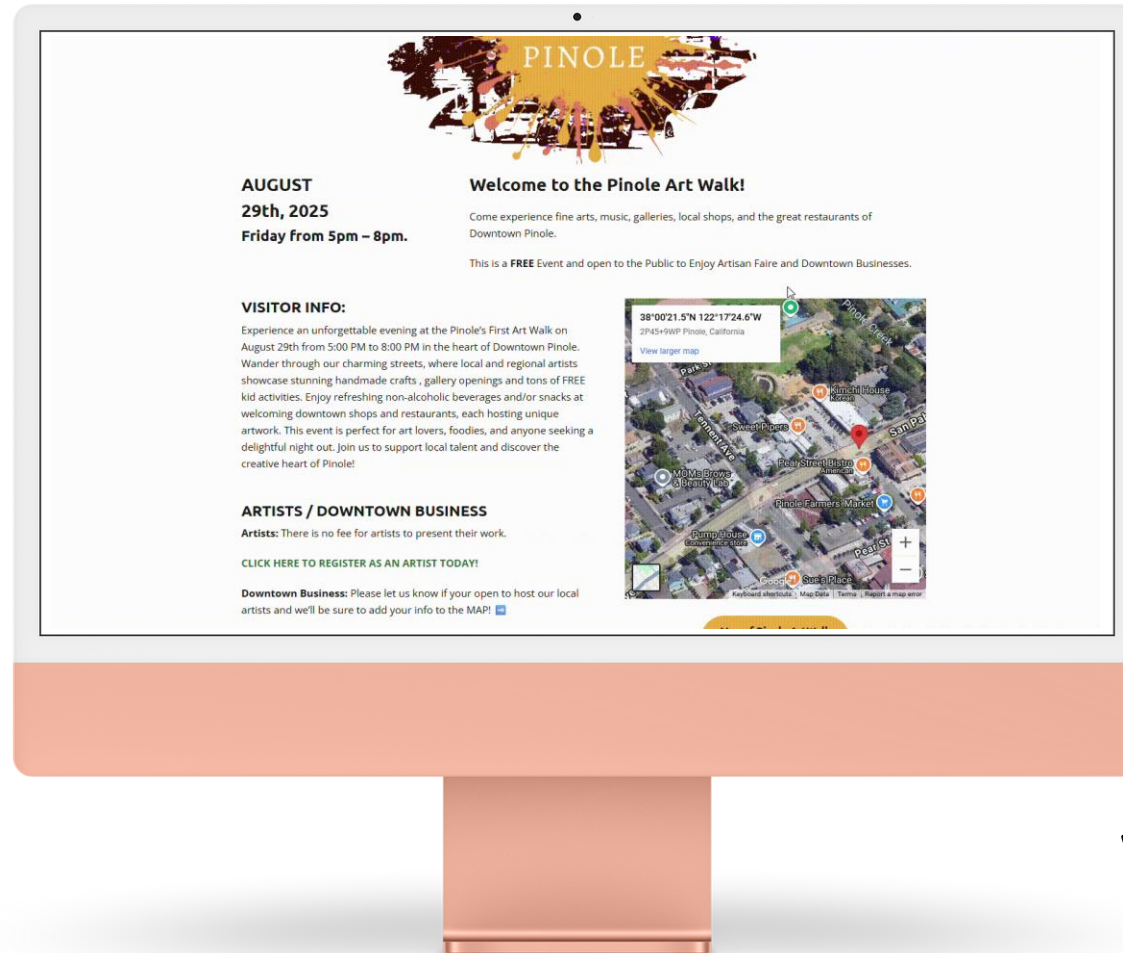 PINOLE
AUGUST
29th, 2025
Friday from 5pm – 8pm.
Welcome to the Pinole Art Walk!
Come experience fine arts, music, galleries, local shops, and the great restaurants of
Downtown Pinole.
This is a FREE Event and open to the Public to Enjoy Artisan Faire and Downtown Businesses.
VISITOR INFO:
Experience an unforgettable evening at the Pinole's First Art Walk on
August 29th from 5:00 PM to 8:00 PM in the heart of Downtown Pinole.
Wander through our charming streets, where local and regional artists
showcase stunning handmade crafts , gallery openings and tons of FREE
kid activities. Enjoy refreshing non-alcoholic beverages and/or snacks at
welcoming downtown shops and restaurants, each hosting unique
artwork. This event is perfect for art lovers, foodies, and anyone seeking a
delightful night out. Join us to support local talent and discover the
creative heart of Pinole!
ARTISTS / DOWNTOWN BUSINESS
Artists: There is no fee for artists to present their work.
CLICK HERE TO REGISTER AS AN ARTIST TODAY!
Downtown Business: Please let us know if your open to host our local
artists and we'll be sure to add your info to the MAP! ➡️
38°00'21.5"N 122°17'24.6"W
2P45+9WP Pinole, California
View larger map
Pinole Creek
Park St
Kimchi House
Korean
Tennent Ave
Sweet Pipers
San Pa
Pear Street Bistro
American
MOMs Brows
& Beauty Lab
Pinole Farmers' Market
Pump House
Convenience store
Pear St
Google
Sue's Place
Keyboard shortcuts
Map Data
Terms
Report a map error